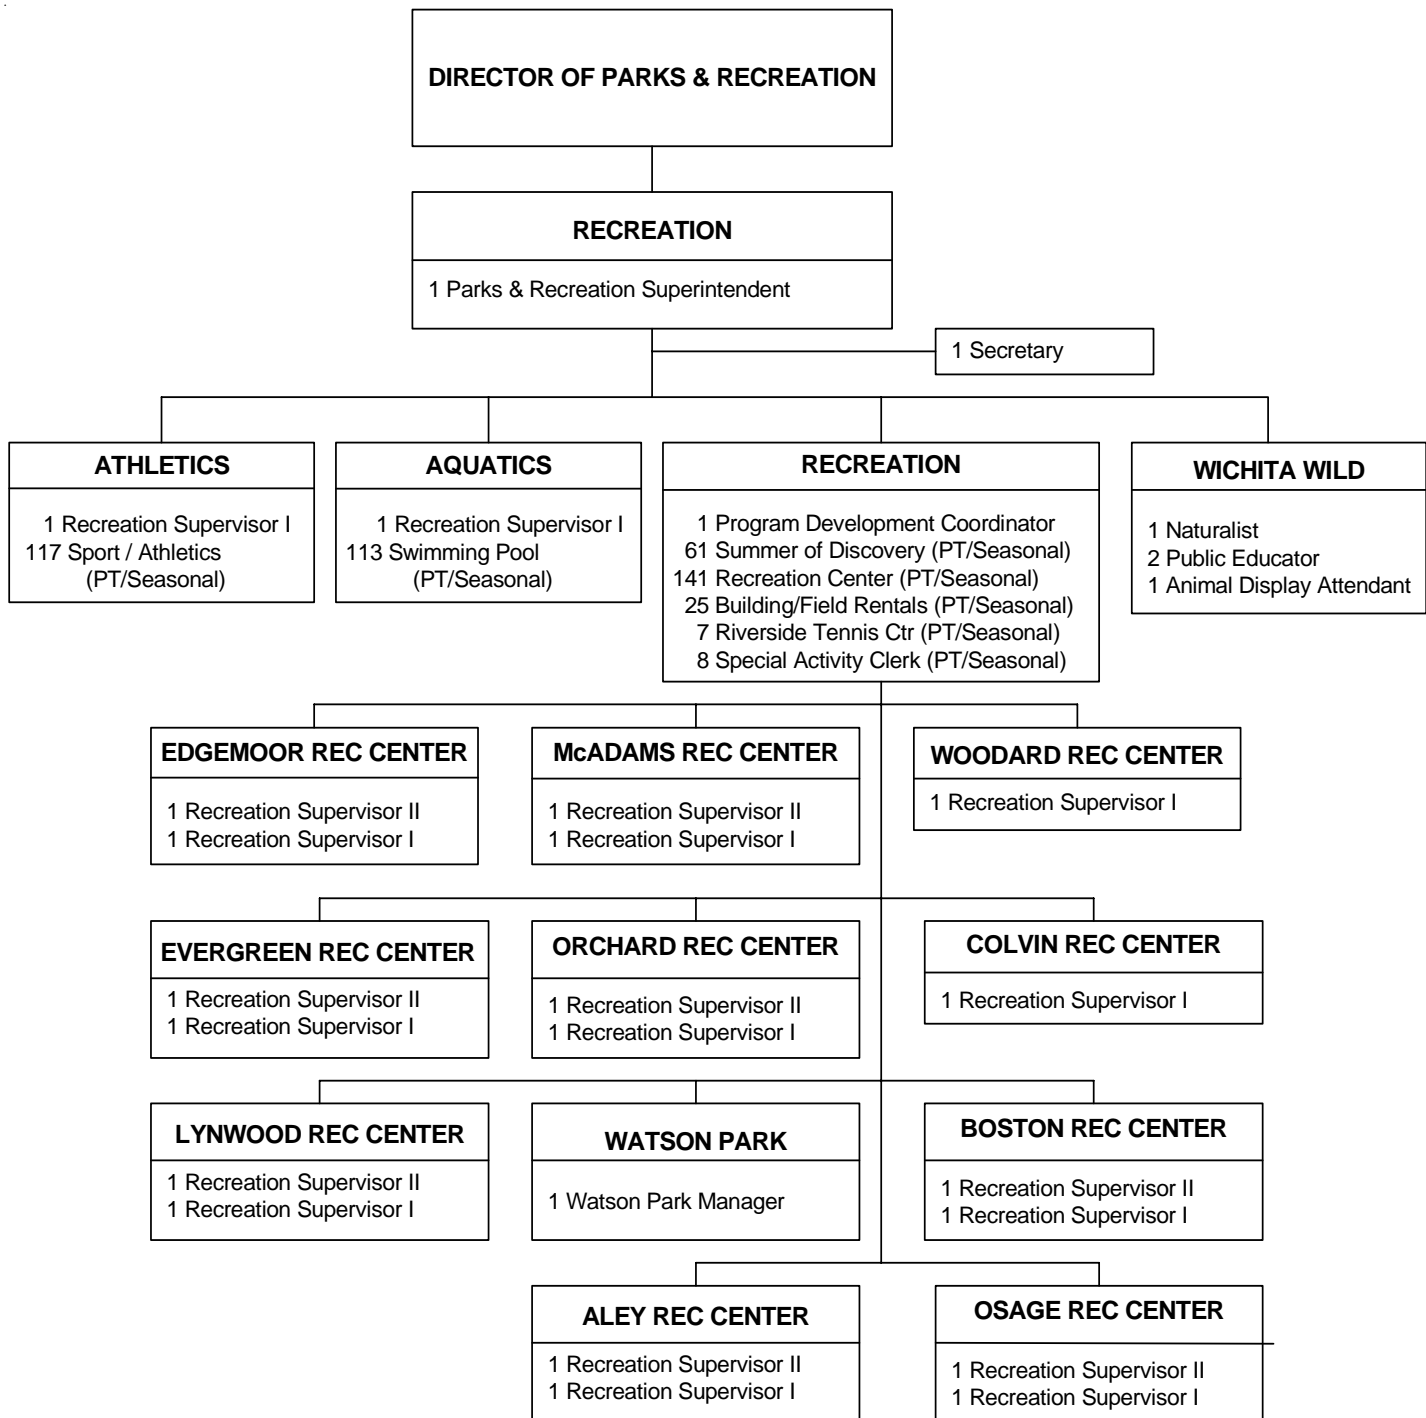 DIRECTOR OF PARKS & RECREATION
RECREATION
1 Parks & Recreation Superintendent
1 Secretary
ATHLETICS
1 Recreation Supervisor I
117 Sport / Athletics
(PT/Seasonal)
AQUATICS
1 Recreation Supervisor I
113 Swimming Pool
(PT/Seasonal)
RECREATION
1 Program Development Coordinator
61 Summer of Discovery (PT/Seasonal)
141 Recreation Center (PT/Seasonal)
25 Building/Field Rentals (PT/Seasonal)
7 Riverside Tennis Ctr (PT/Seasonal)
8 Special Activity Clerk (PT/Seasonal)
WICHITA WILD
1 Naturalist
2 Public Educator
1 Animal Display Attendant
EDGEMOOR REC CENTER
1 Recreation Supervisor II
1 Recreation Supervisor I
McADAMS REC CENTER
1 Recreation Supervisor II
1 Recreation Supervisor I
WOODARD REC CENTER
1 Recreation Supervisor I
EVERGREEN REC CENTER
1 Recreation Supervisor II
1 Recreation Supervisor I
ORCHARD REC CENTER
1 Recreation Supervisor II
1 Recreation Supervisor I
COLVIN REC CENTER
1 Recreation Supervisor I
LYNWOOD REC CENTER
1 Recreation Supervisor II
1 Recreation Supervisor I
WATSON PARK
1 Watson Park Manager
BOSTON REC CENTER
1 Recreation Supervisor II
1 Recreation Supervisor I
ALEY REC CENTER
1 Recreation Supervisor II
1 Recreation Supervisor I
OSAGE REC CENTER
1 Recreation Supervisor II
1 Recreation Supervisor I